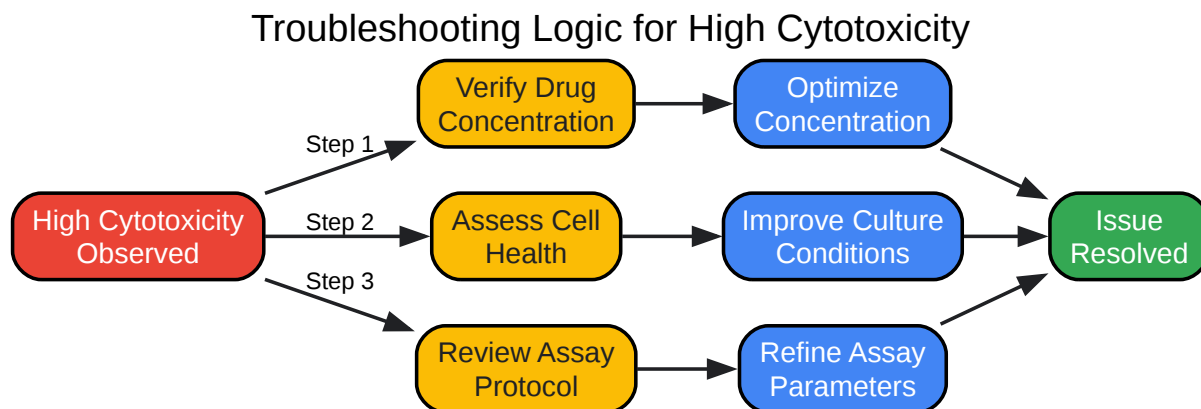 Troubleshooting Logic for High Cytotoxicity
Verify Drug
Concentration
Optimize
Concentration
Step 1
High Cytotoxicity
Observed
Step 2
Assess Cell
Health
Improve Culture
Conditions
Issue
Resolved
Step 3
Review Assay
Protocol
Refine Assay
Parameters